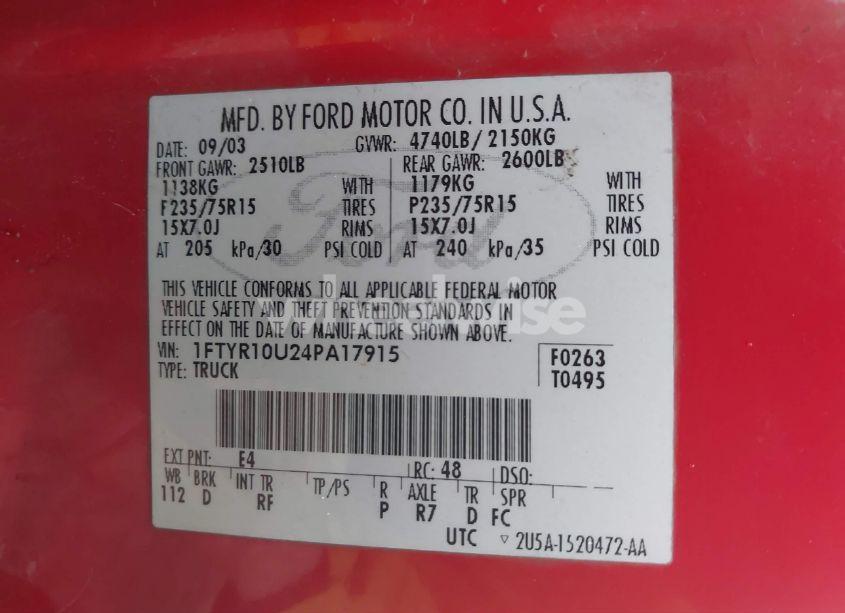 MFD. BY FORD MOTOR CO. IN U.S.A.
DATE: 09/03 GVWR: 4740LB/ 2150KG
FRONT GAWR: 2510LB REAR GAWR: 2600LB
1138KG WITH 1179KG WITH
P235/75R15 TIRES P235/75R15 TIRES
15X7.0J RIMS 15X7.0J RIMS
AT 205 kPa/30 PSI COLD AT 240 kPa/35 PSI COLD
Ford
THIS VEHICLE CONFORMS TO ALL APPLICABLE FEDERAL MOTOR
VEHICLE SAFETY AND THEFT PREVENTION STANDARDS IN
EFFECT ON THE DATE OF MANUFACTURE SHOWN ABOVE.
VIN: 1FTYR10U24PA17915 F0263
TYPE: TRUCK T0495
EXT PNT: E4 RC: 48 DSO:
WB BRK INT TR TP/PS R AXLE TR SPR
112 D RF P R7 D FC
UTC ▽ 2U5A-1520472-AA